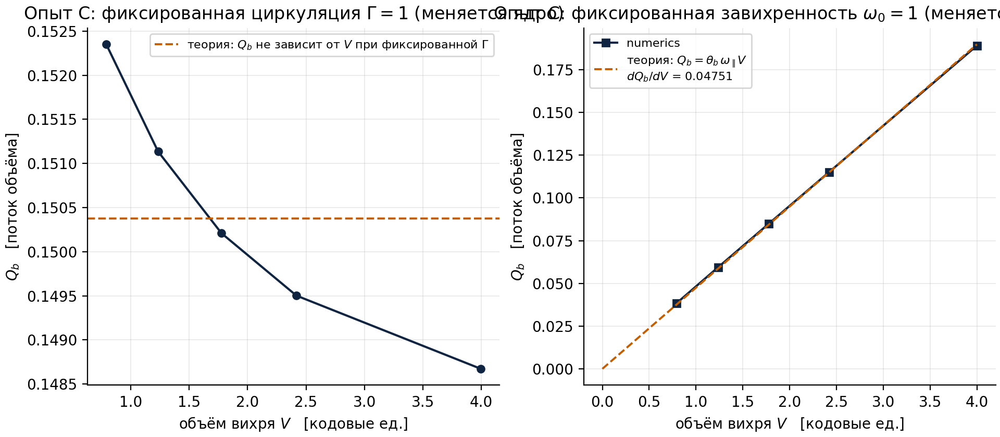 Опыт C: фиксированная циркуляция Γ = 1 (меняется ядро)
теория: Q_b не зависит от V при фиксированной Γ
Q_b [поток объёма]
0.1525
0.1520
0.1515
0.1510
0.1505
0.1500
0.1495
0.1490
0.1485
1.0 1.5 2.0 2.5 3.0 3.5 4.0
объём вихря V [кодовые ед.]
Опыт C: фиксированная завихренность ω₀ = 1 (меняетс
numerics
теория: Q_b = θ_b ω_∥ V
dQ_b/dV = 0.04751
Q_b [поток объёма]
0.175
0.150
0.125
0.100
0.075
0.050
0.025
0.000
0.0 0.5 1.0 1.5 2.0 2.5 3.0 3.5 4.0
объём вихря V [кодовые ед.]